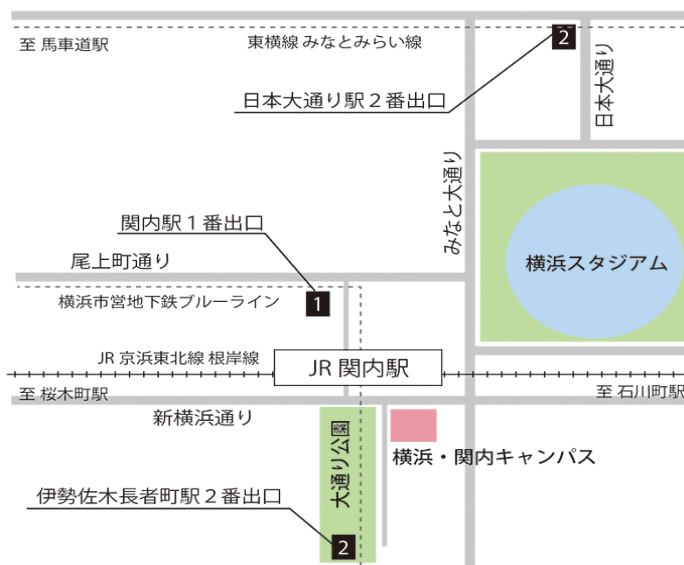 至 馬車道駅
東横線 みなとみらい線
2
日本大通り駅２番出口
日本大通り
みなと大通り
関内駅１番出口
尾上町通り
横浜スタジアム
横浜市営地下鉄ブルーライン
1
JR 京浜東北線 根岸線
JR 関内駅
至 桜木町駅
至 石川町駅
新横浜通り
大通り公園
横浜・関内キャンパス
伊勢佐木長者町駅２番出口
2